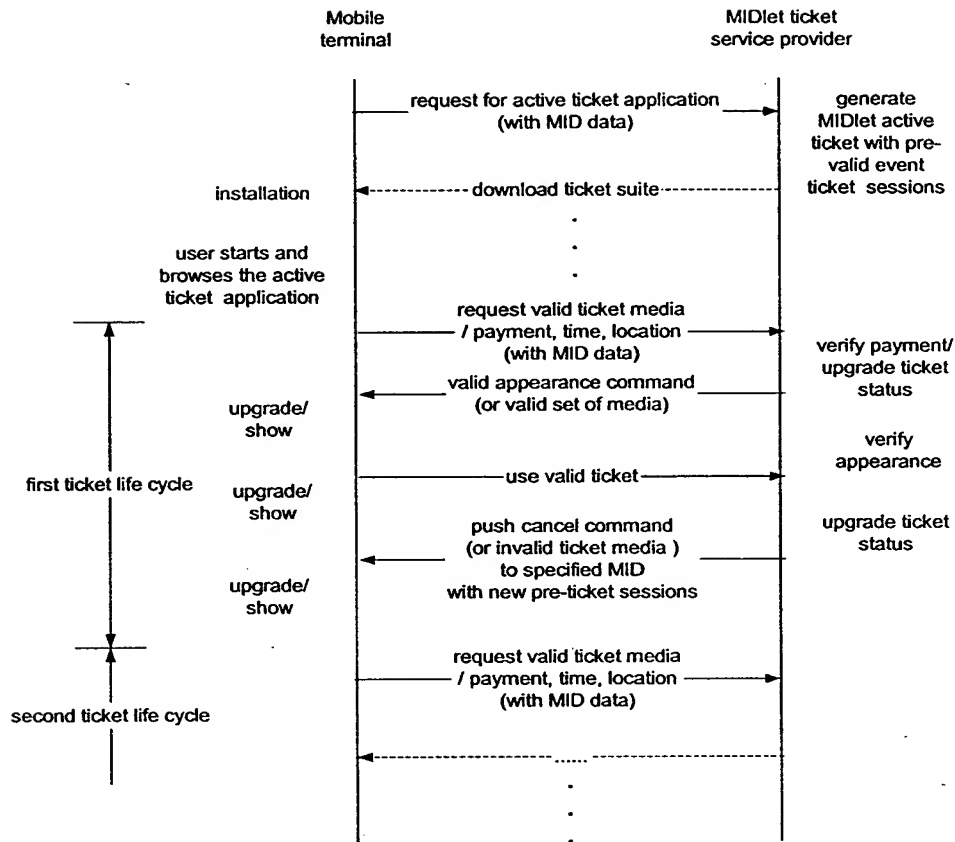 Mobile
terminal
MIDlet ticket
service provider
request for active ticket application
(with MID data)
generate
MIDlet active
ticket with pre-
valid event
ticket sessions
installation
download ticket suite
user starts and
browses the active
ticket application
request valid ticket media
/ payment, time, location
(with MID data)
verify payment/
upgrade ticket
status
valid appearance command
(or valid set of media)
upgrade/
show
verify
appearance
first ticket life cycle
use valid ticket
upgrade/
show
push cancel command
(or invalid ticket media )
to specified MID
with new pre-ticket sessions
upgrade ticket
status
upgrade/
show
request valid ticket media
/ payment, time, location
(with MID data)
second ticket life cycle
......